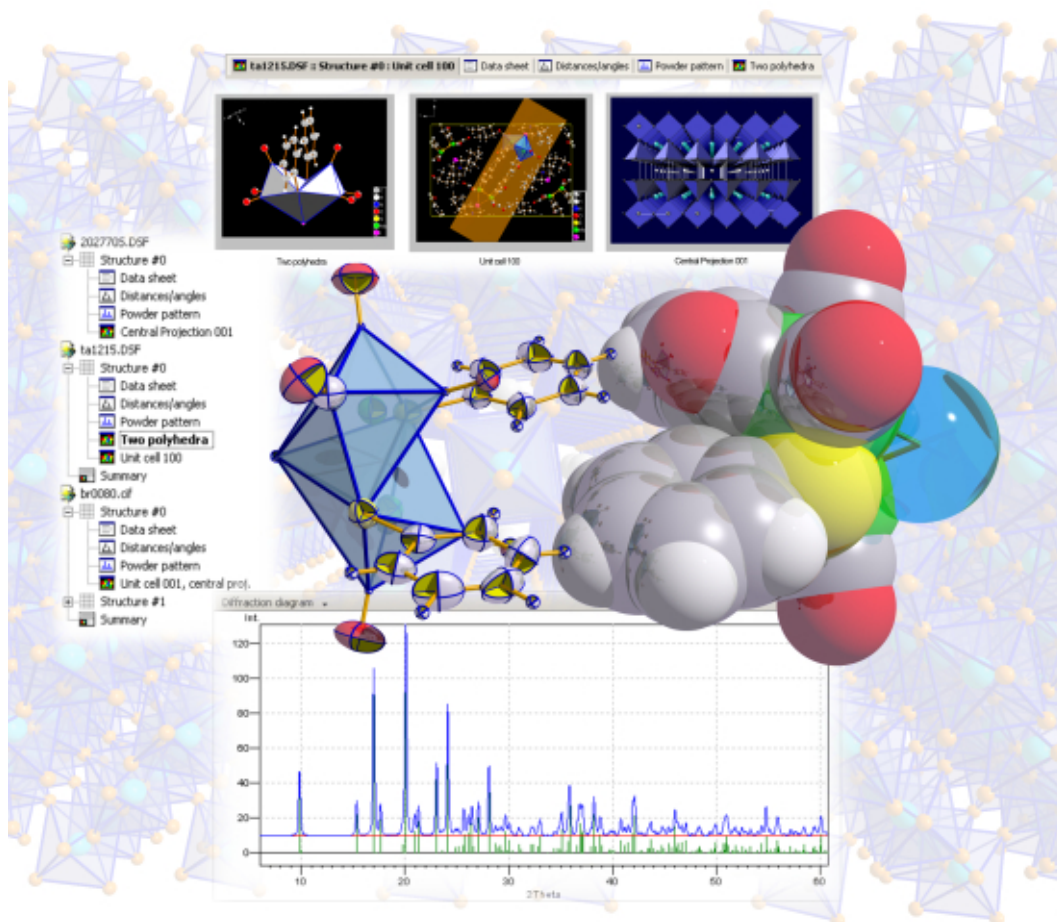 ta1215.DSF :: Structure #0 : Unit cell 100 Data sheet Distances/angles Powder pattern Two polyhedra
Two polyhedra Unit cell 100 Central Projection 001
2027705.DSF
Structure #0
Data sheet
Distances/angles
Powder pattern
Central Projection 001
ta1215.DSF
Structure #0
Data sheet
Distances/angles
Powder pattern
Two polyhedra
Unit cell 100
Summary
br0080.cif
Structure #0
Data sheet
Distances/angles
Powder pattern
Unit cell 001, central proj.
Structure #1
Summary
Diffraction diagram
Int.
120
100
80
60
40
20
0
10 20 30 40 50 60
2Theta